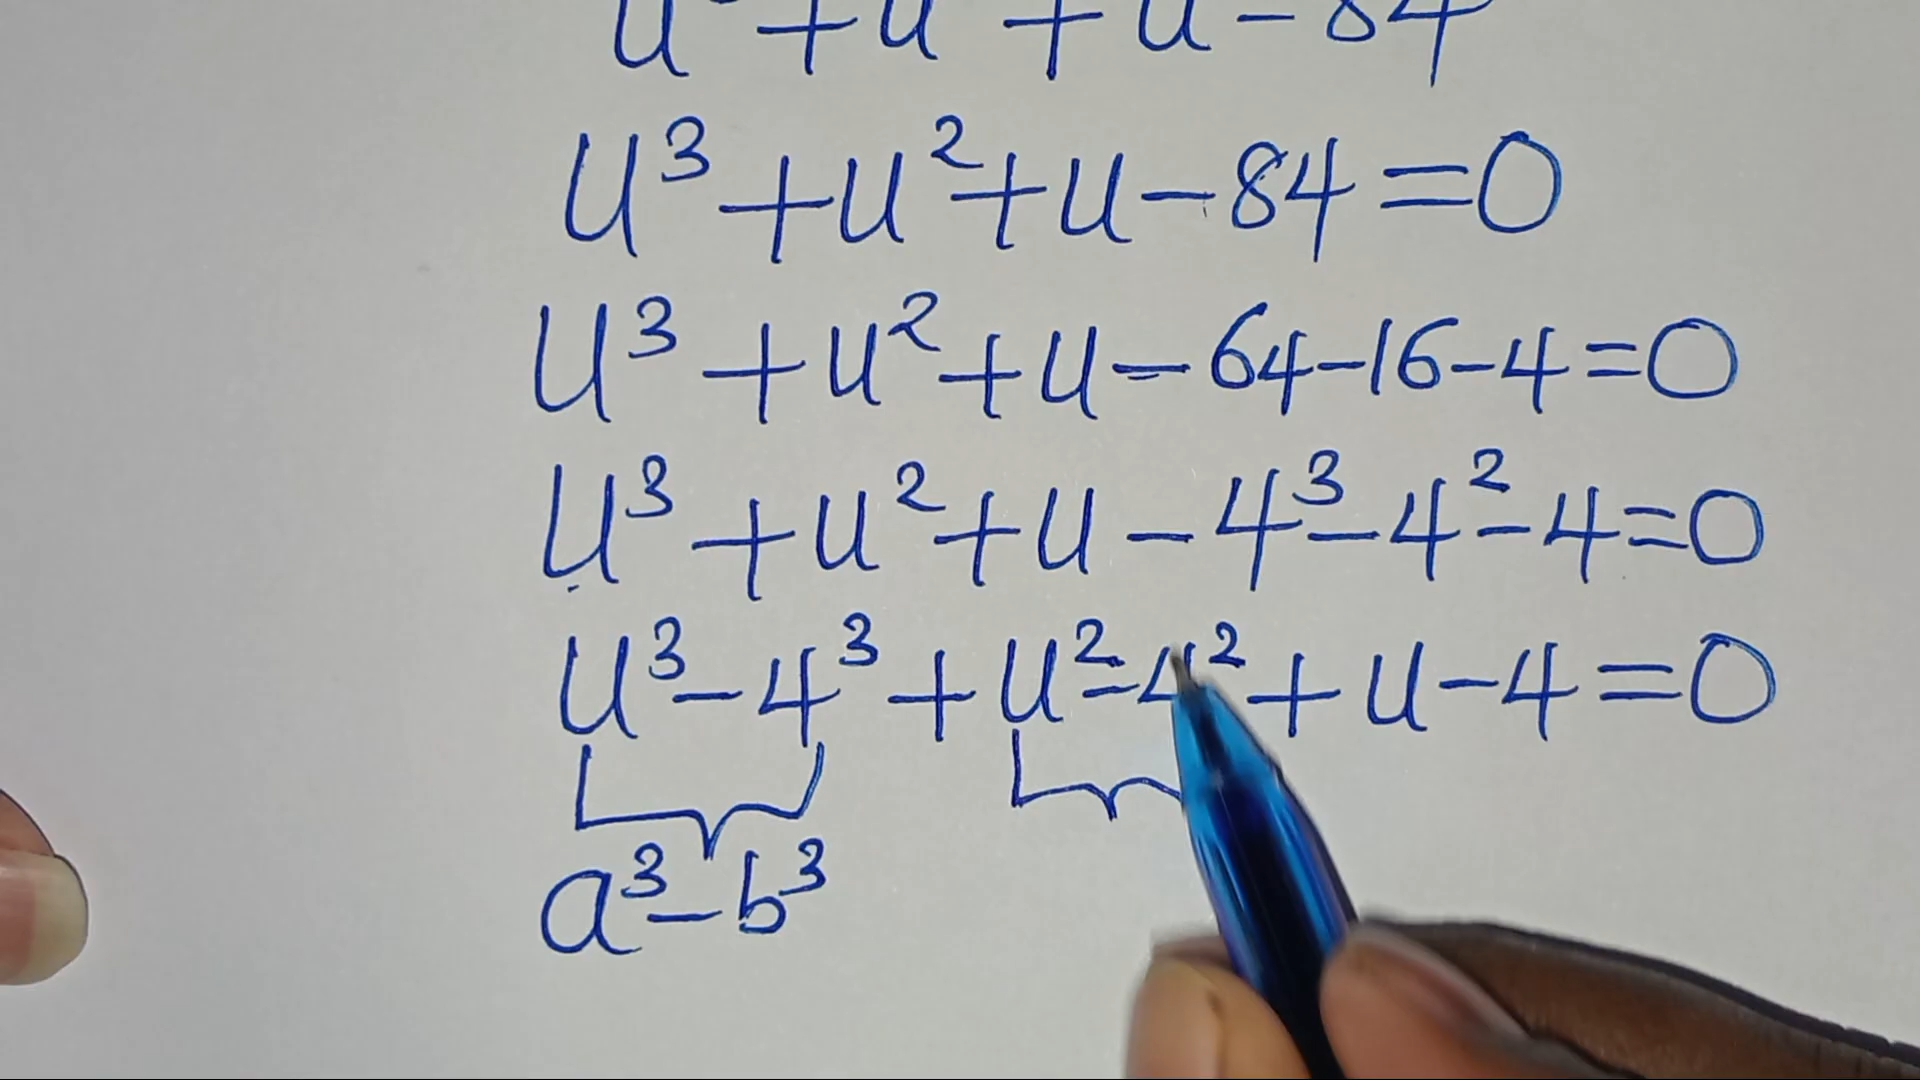 u + u + u - 84
u³ + u² + u - 84 = 0
u³ + u² + u - 64 - 16 - 4 = 0
u³ + u² + u - 4³ - 4² - 4 = 0
u³ - 4³ + u² - 4² + u - 4 = 0
a³ - b³